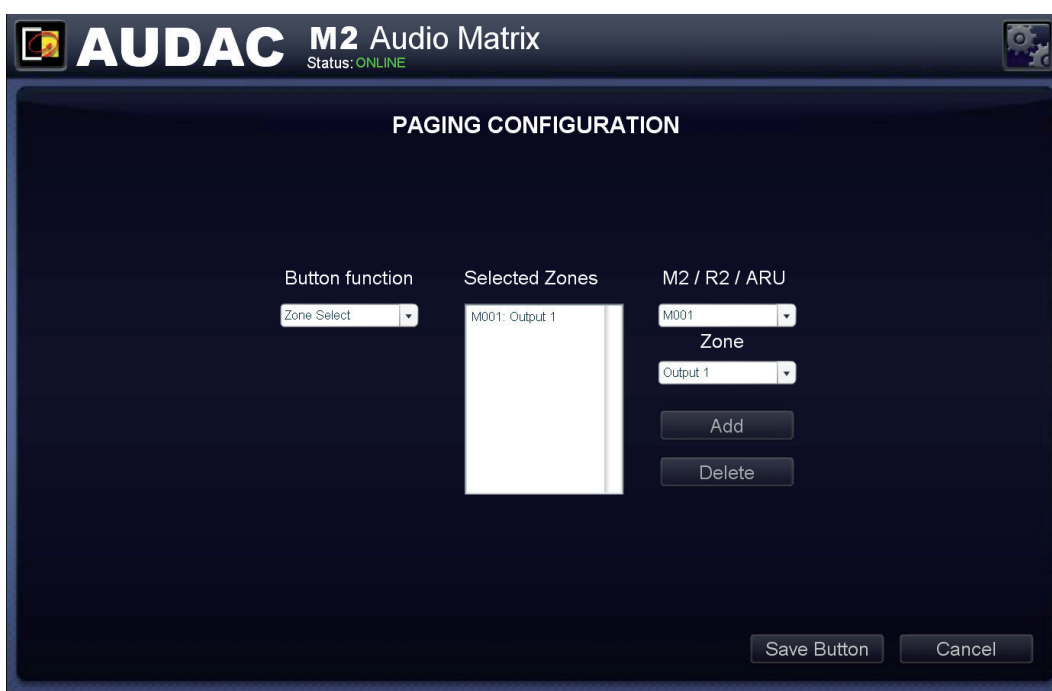 AUDAC M2 Audio Matrix
Status: ONLINE
PAGING CONFIGURATION
Button function Selected Zones M2 / R2 / ARU
Zone Select M001: Output 1 M001
Zone
Output 1
Add
Delete
Save Button Cancel